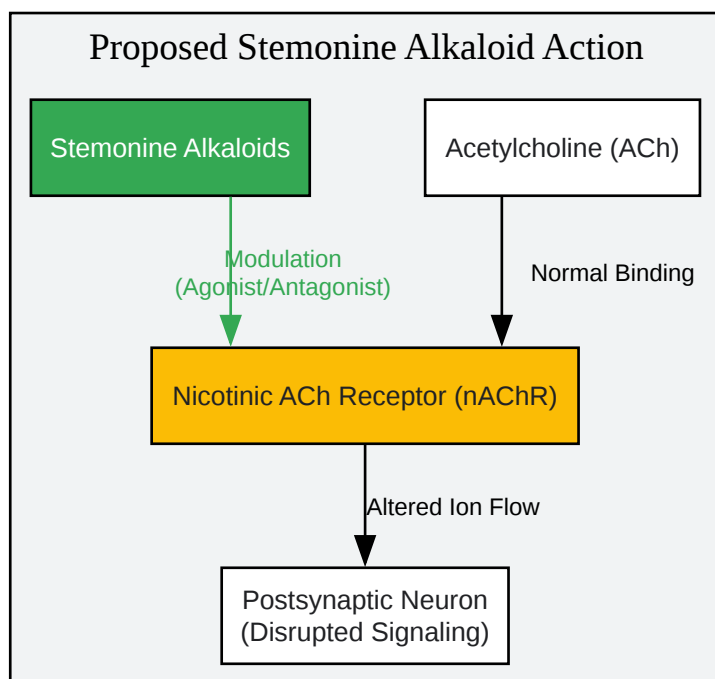 Proposed Stemonine Alkaloid Action
Stemonine Alkaloids
Acetylcholine (ACh)
Modulation
(Agonist/Antagonist)
Normal Binding
Nicotinic ACh Receptor (nAChR)
Altered Ion Flow
Postsynaptic Neuron
(Disrupted Signaling)